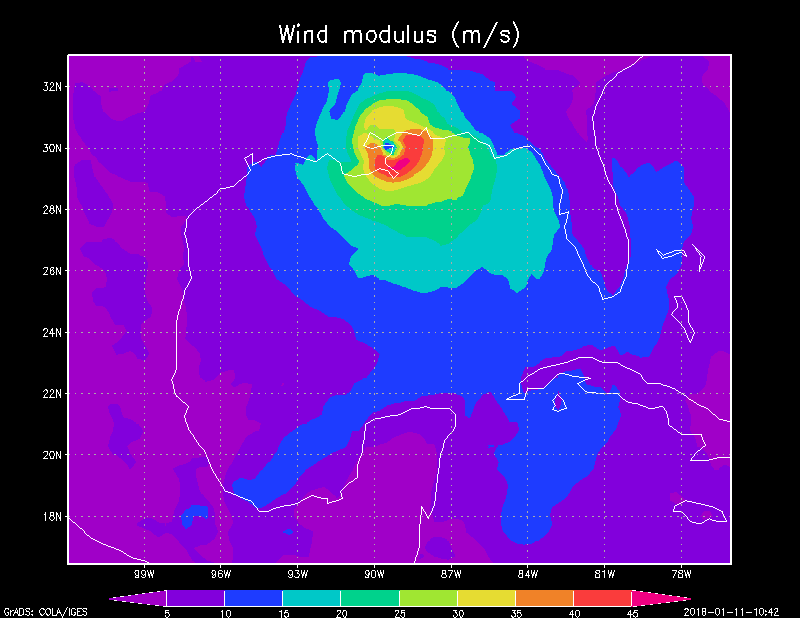 Wind modulus (m/s)
32N
30N
28N
26N
24N
22N
20N
18N
99W 96W 93W 90W 87W 84W 81W 78W
5 10 15 20 25 30 35 40 45
GrADS: COLA/IGES 2018-01-11-10:42